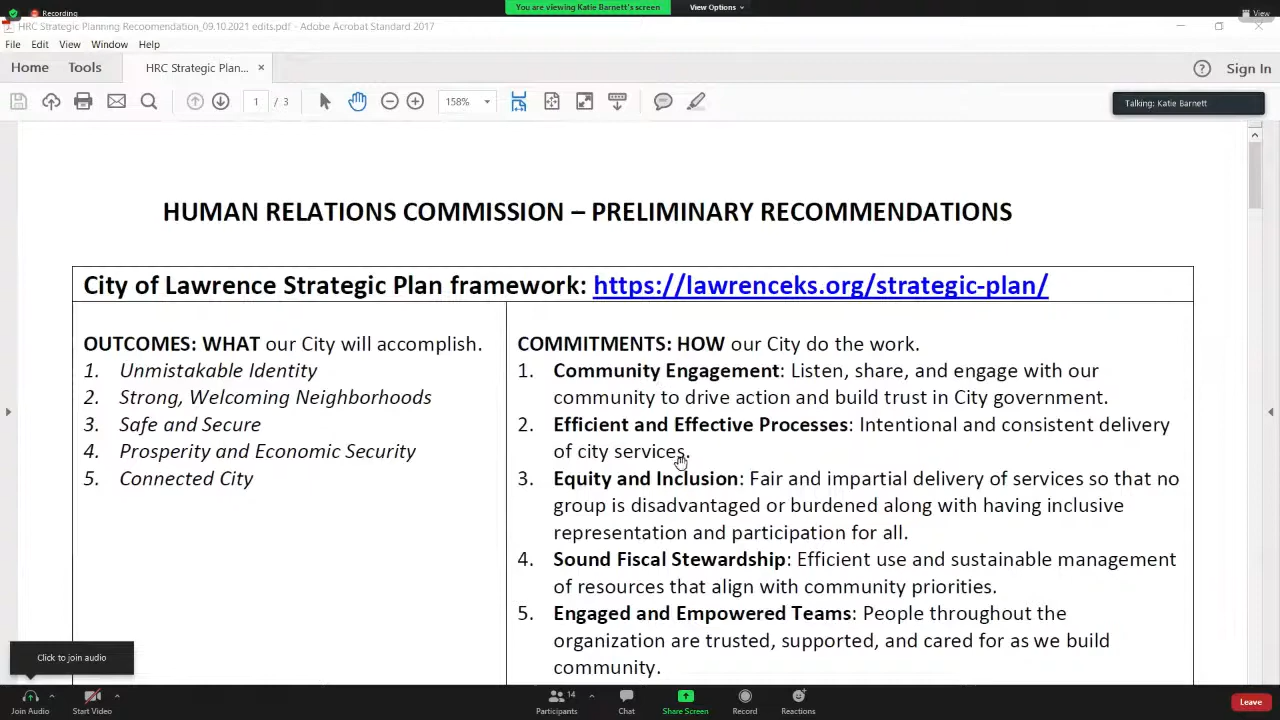 Recording
You are viewing Katie Barnett's screen
View Options
View
HRC Strategic Planning Recoomendation_09.10.2021 edits.pdf - Adobe Acrobat Standard 2017
File Edit View Window Help
Home Tools HRC Strategic Plan... × Sign In
1 / 3 158%
Talking: Katie Barnett
HUMAN RELATIONS COMMISSION – PRELIMINARY RECOMMENDATIONS
City of Lawrence Strategic Plan framework: https://lawrenceks.org/strategic-plan/
OUTCOMES: WHAT our City will accomplish.
1. Unmistakable Identity
2. Strong, Welcoming Neighborhoods
3. Safe and Secure
4. Prosperity and Economic Security
5. Connected City
COMMITMENTS: HOW our City do the work.
1. Community Engagement: Listen, share, and engage with our
community to drive action and build trust in City government.
2. Efficient and Effective Processes: Intentional and consistent delivery
of city services.
3. Equity and Inclusion: Fair and impartial delivery of services so that no
group is disadvantaged or burdened along with having inclusive
representation and participation for all.
4. Sound Fiscal Stewardship: Efficient use and sustainable management
of resources that align with community priorities.
5. Engaged and Empowered Teams: People throughout the
organization are trusted, supported, and cared for as we build
community.
Click to join audio
Join Audio Start Video Participants 14 Chat Share Screen Record Reactions Leave